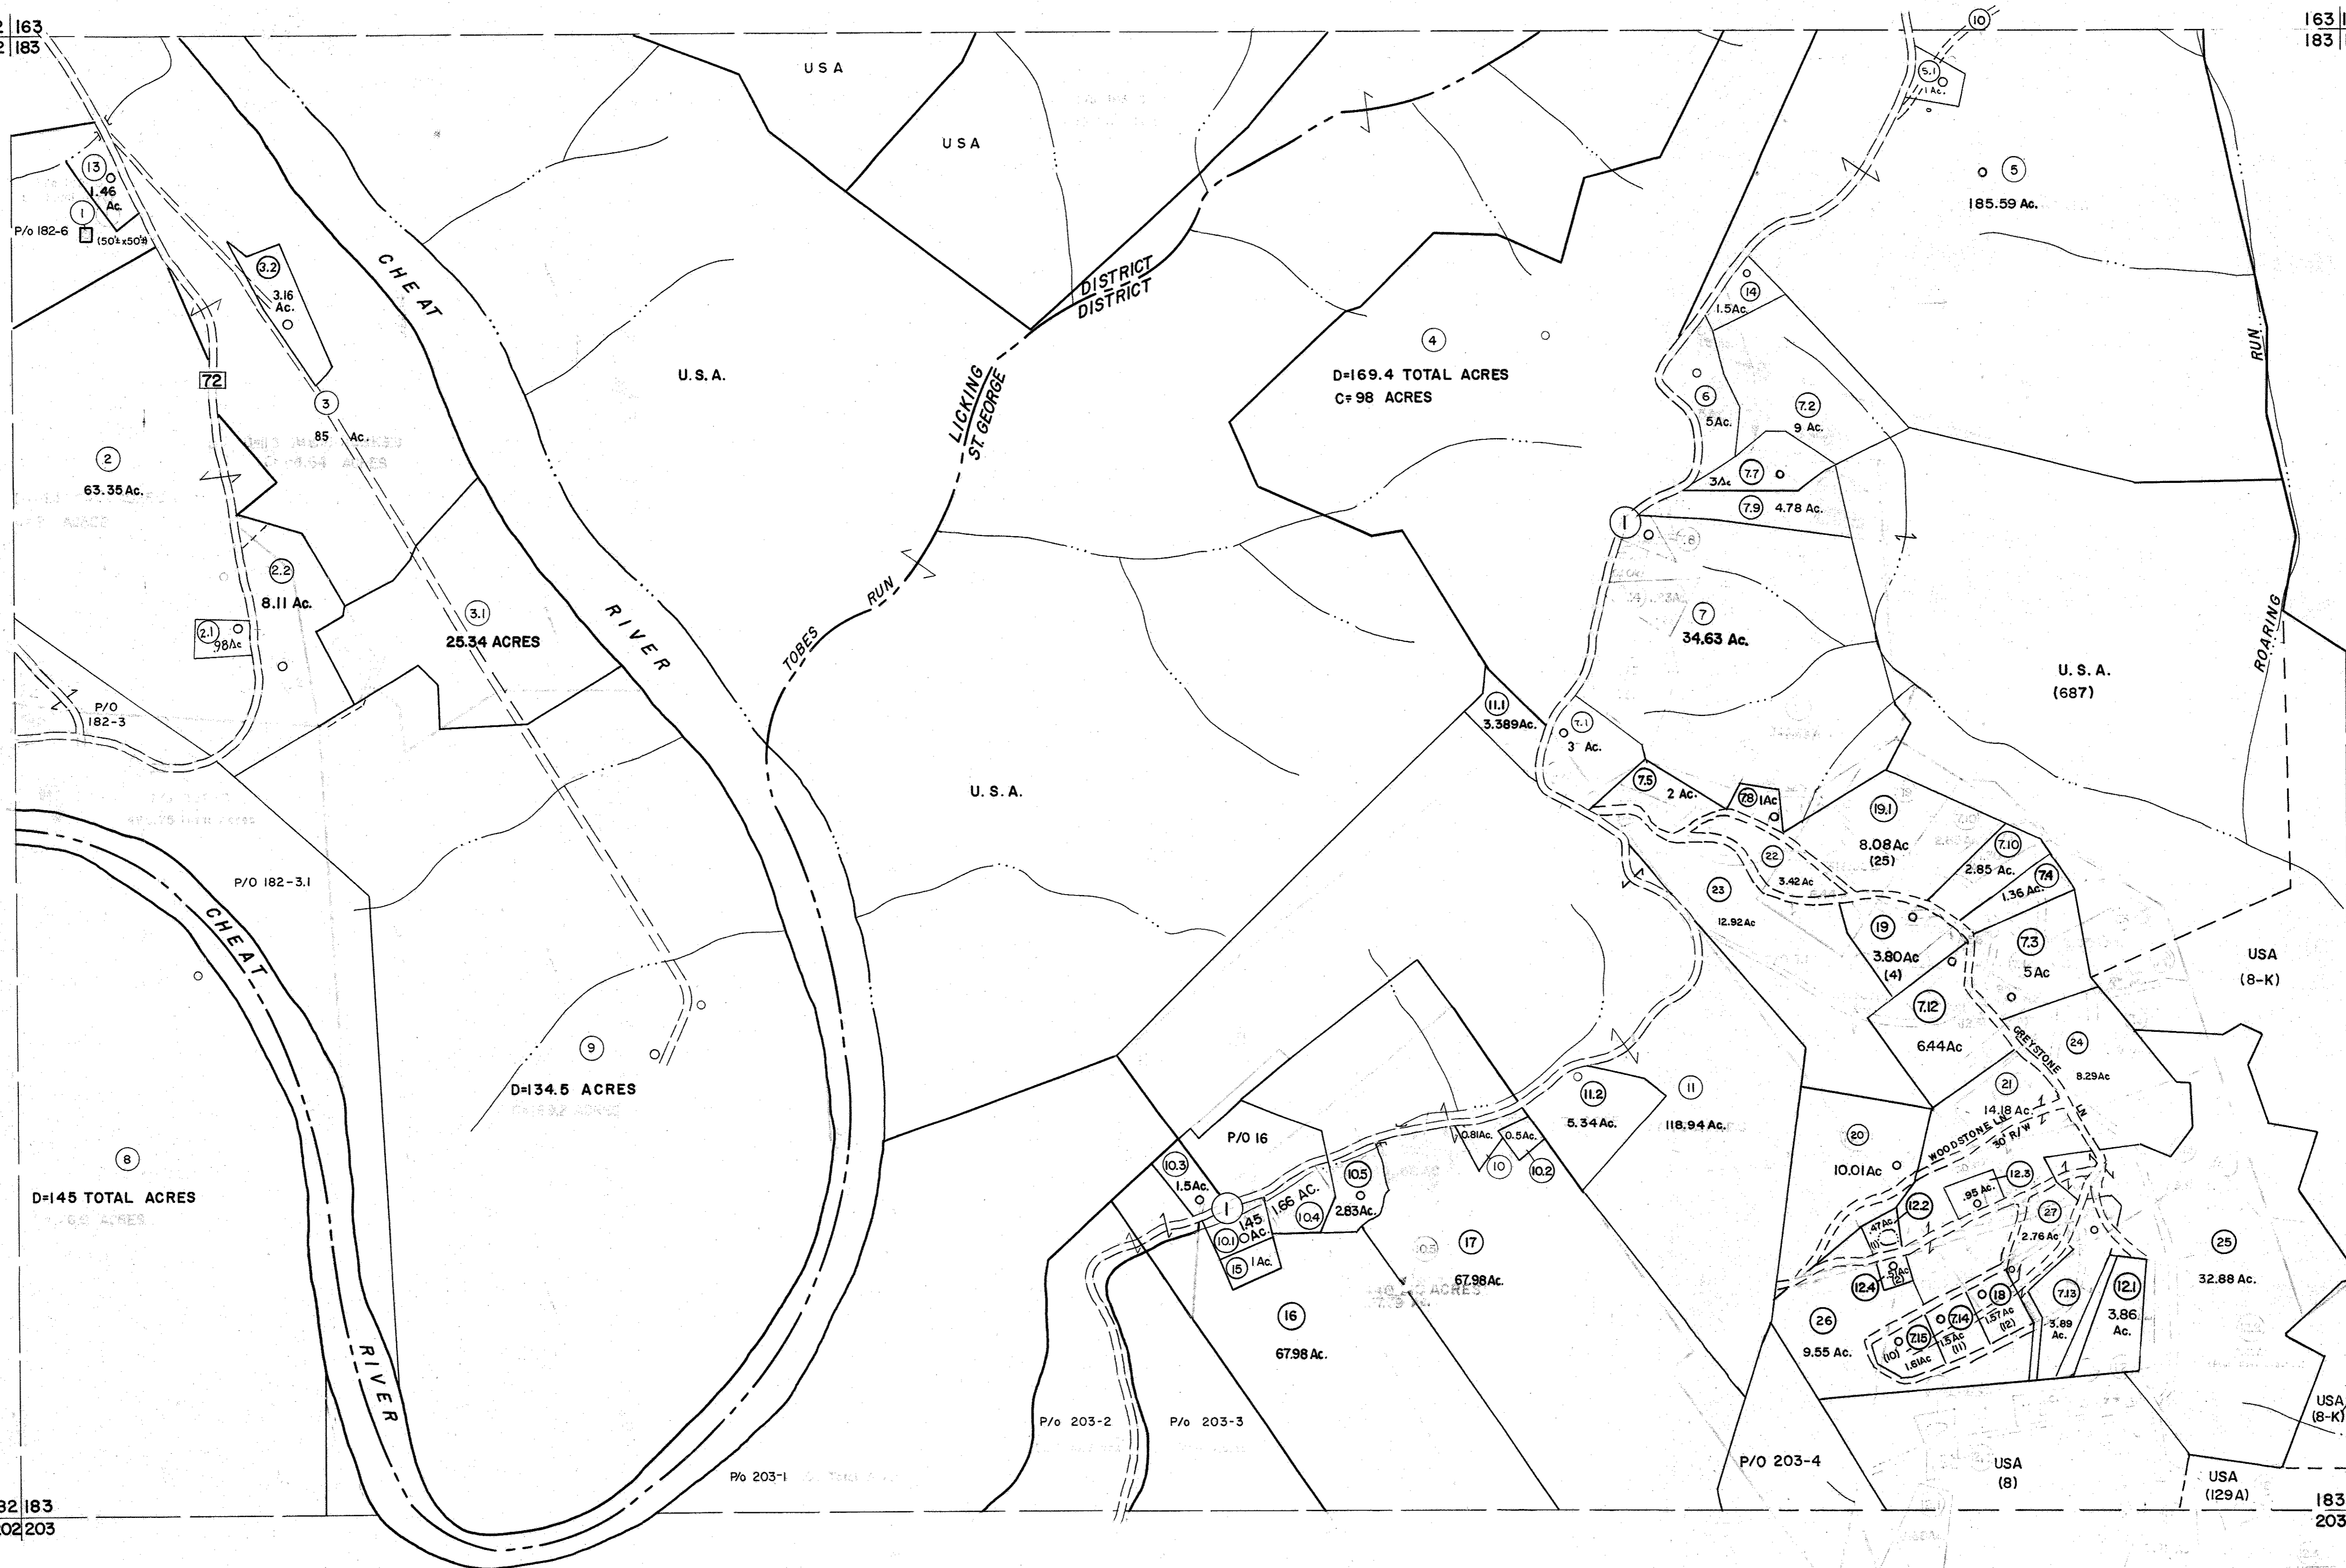 2 163
2 183
163
183
10
5.1
1 Ac.
U S A
U S A
13
1.46
Ac.
1
P/o 182-6
(50'±x50'±)
5
185.59 Ac.
3.2
3.16
Ac.
CHEAT
RIVER
DISTRICT
DISTRICT
14
1.5Ac.
RUN
ROARING
4
D=169.4 TOTAL ACRES
C=98 ACRES
72
U.S.A.
3
85 Ac.
LICKING
ST. GEORGE
6
5Ac.
7.2
9 Ac.
2
63.35 Ac.
7.7
3Ac
7.9 4.78 Ac.
1
2.2
8.11 Ac.
TOBES RUN
7
34.63 Ac.
3.1
25.34 ACRES
2.1
.98Ac
U.S.A.
(687)
P/O
182-3
11.1
3.389Ac.
7.1
3 Ac.
U.S.A.
7.5
2 Ac.
7.8 1Ac
19.1
8.08Ac
(25)
7.10
2.85 Ac.
7.4
1.36 Ac.
22
3.42Ac
23
12.92Ac
P/O 182-3.1
CHEAT
RIVER
19
3.80Ac
(4)
7.3
5 Ac
USA
(8-K)
7.12
6.44Ac
GREYSTONE
LN
24
8.29Ac
9
D=134.5 ACRES
21
14.18 Ac.
11.2
5.34Ac.
11
118.94 Ac.
WOODSTONE LN
30' R/W
20
10.01Ac
P/O 16
0.81Ac.
0.5Ac.
10
10.2
8
D=145 TOTAL ACRES
10.3
1.5Ac.
10.5
2.83Ac.
1.66 AC.
10.4
12.3
.95 Ac.
12.2
.47Ac.
(1)
1
1.45
Ac.
10.1
15 1 Ac.
27
2.76 Ac
17
67.98Ac.
25
32.88 Ac.
12.4
(2)
18
1.57Ac
(12)
7.13
3.89
Ac.
12.1
3.86
Ac.
16
67.98 Ac.
26
9.55 Ac.
7.14
1.5Ac
(11)
7.15
(10)
1.61Ac
P/o 203-2
P/o 203-3
USA
(8-K)
P/o 203-1
P/O 203-4
USA
(8)
USA
(129A)
82 183
202 203
183
203